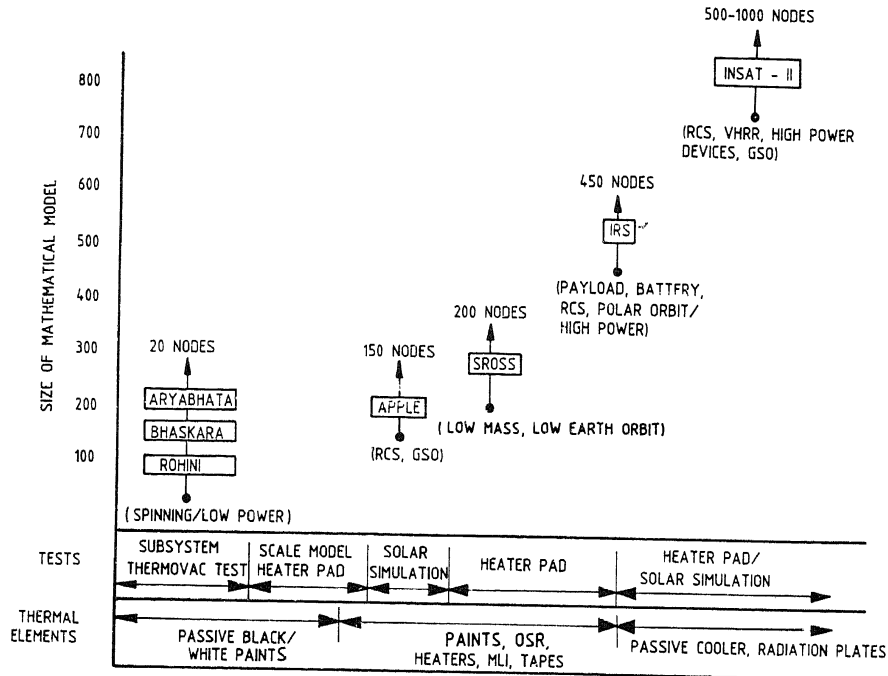 500-1000 NODES
INSAT - II
(RCS, VHRR, HIGH POWER
DEVICES, GSO)
450 NODES
IRS
(PAYLOAD, BATTFRY,
RCS, POLAR ORBIT/
HIGH POWER)
200 NODES
SROSS
(LOW MASS, LOW EARTH ORBIT)
150 NODES
APPLE
(RCS, GSO)
20 NODES
ARYABHATA
BHASKARA
ROHINI
(SPINNING/LOW POWER)
SIZE OF MATHEMATICAL MODEL
800
700
600
500
400
300
200
100
TESTS
SUBSYSTEM
THERMOVAC TEST
SCALE MODEL
HEATER PAD
SOLAR
SIMULATION
HEATER PAD
HEATER PAD/
SOLAR SIMULATION
THERMAL
ELEMENTS
PASSIVE BLACK/
WHITE PAINTS
PAINTS, OSR,
HEATERS, MLI, TAPES
PASSIVE COOLER, RADIATION PLATES